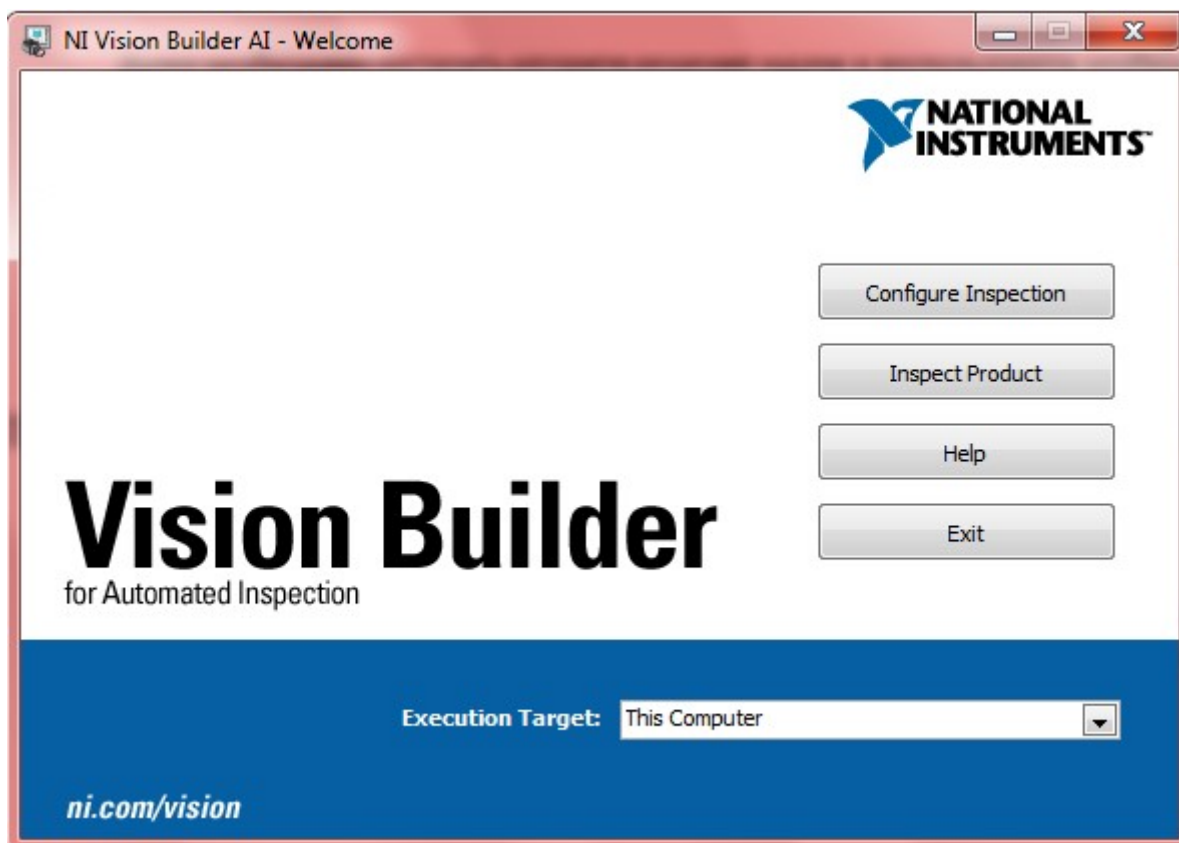 NI Vision Builder AI - Welcome
NATIONAL
INSTRUMENTS™
Configure Inspection
Inspect Product
Help
Exit
Vision Builder
for Automated Inspection
Execution Target: This Computer
ni.com/vision